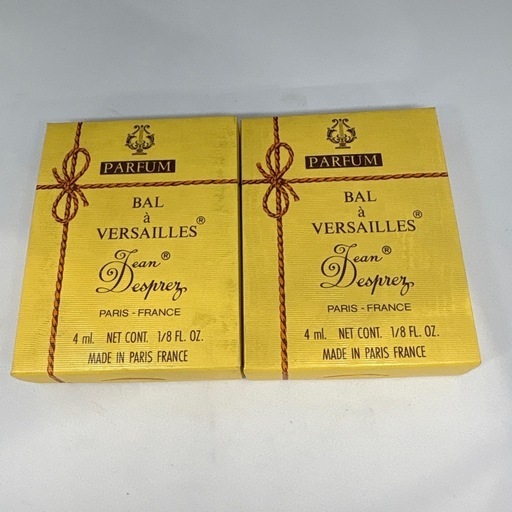 PARFUM
BAL
à
VERSAILLES®
Jean®
Desprez
PARIS - FRANCE
4 ml. NET CONT. 1/8 FL. OZ.
MADE IN PARIS FRANCE
PARFUM
BAL
à
VERSAILLES®
Jean®
Desprez
PARIS - FRANCE
4 ml. NET CONT. 1/8 FL. OZ.
MADE IN PARIS FRANCE